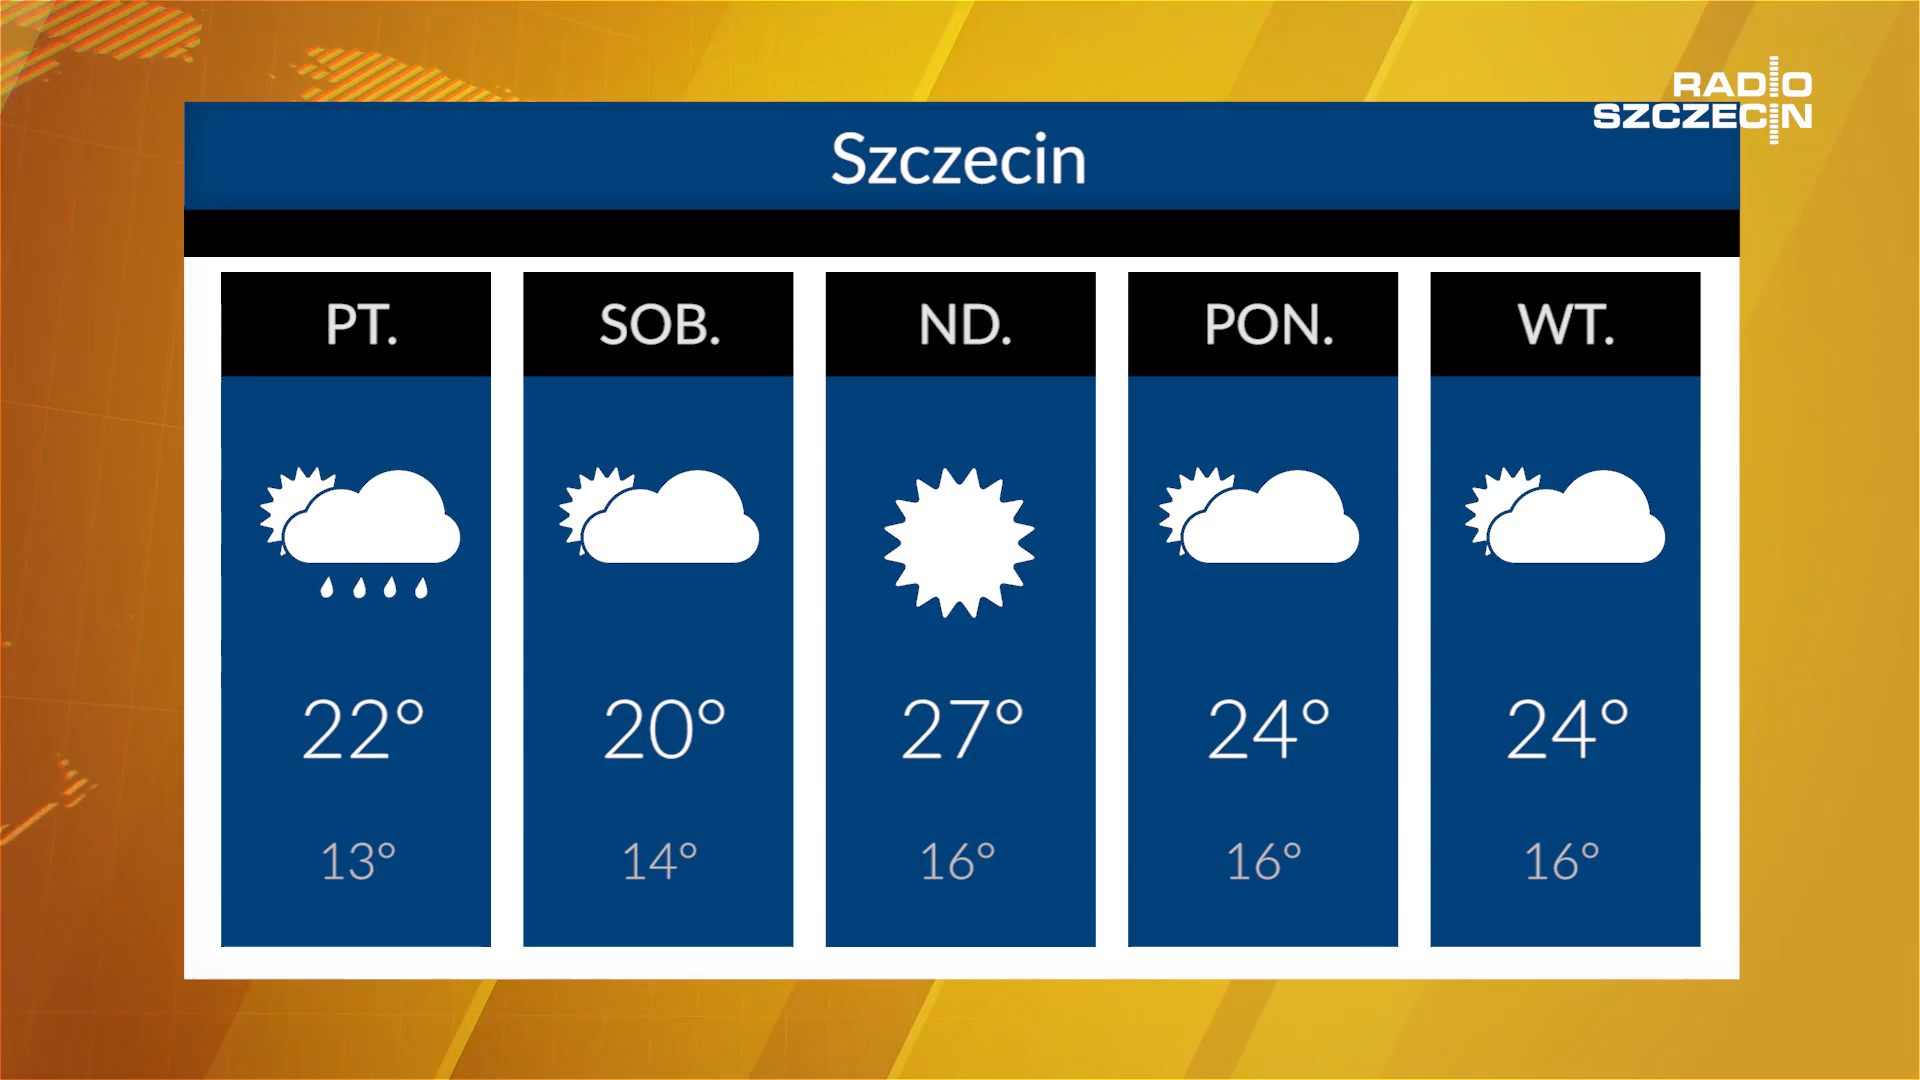 RADIO
SZCZECIN
Szczecin
PT. SOB. ND. PON. WT.
22° 20° 27° 24° 24°
13° 14° 16° 16° 16°